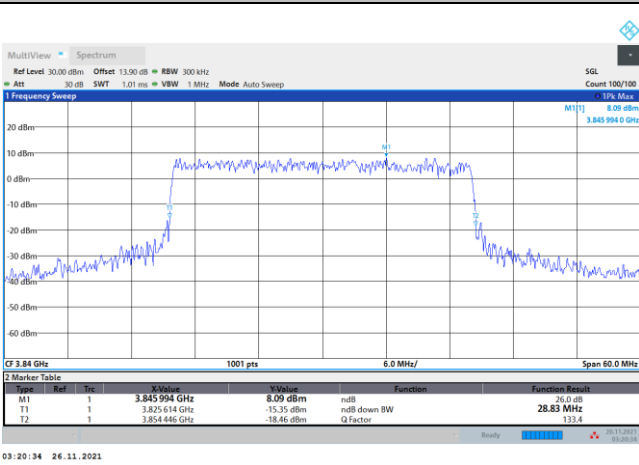 MultiView Spectrum
Ref Level 30.00 dBm Offset 13.90 dB RBW 300 kHz SGL
Att 30 dB SWT 1.01 ms VBW 1 MHz Mode Auto Sweep Count 100/100
1 Frequency Sweep 1Pk Max
M1[1] 8.09 dBm
3.845 994 0 GHz
20 dBm
M1
10 dBm
0 dBm
-10 dBm
-20 dBm
-30 dBm
-40 dBm
-50 dBm
-60 dBm
CF 3.84 GHz 1001 pts 6.0 MHz/ Span 60.0 MHz
2 Marker Table
Type Ref Trc X-Value Y-Value Function Function Result
M1 1 3.845 994 GHz 8.09 dBm ndB 26.0 dB
T1 1 3.825 614 GHz -15.35 dBm ndB down BW 28.83 MHz
T2 1 3.854 446 GHz -18.46 dBm Q Factor 133.4
Ready 26.11.2021
03:20:34
03:20:34 26.11.2021